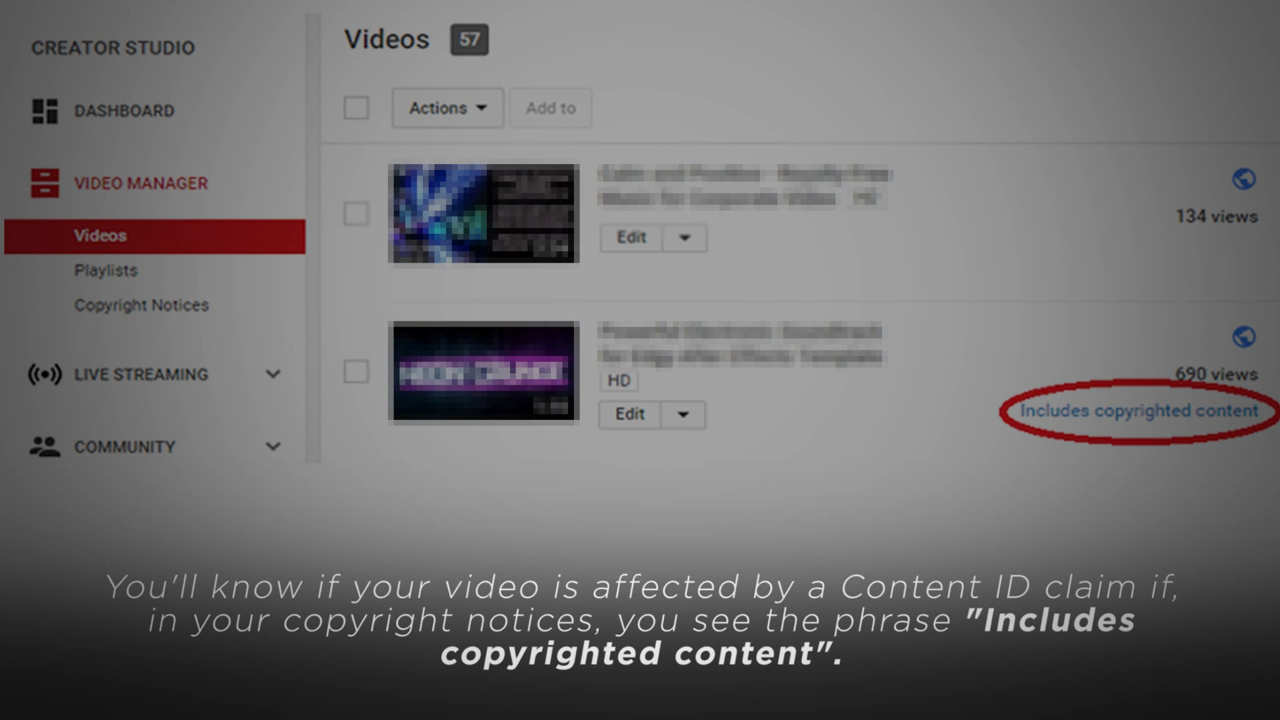 CREATOR STUDIO
DASHBOARD
VIDEO MANAGER
Videos
Playlists
Copyright Notices
LIVE STREAMING
COMMUNITY
Videos 57
Actions Add to
Edit
134 views
HD
Edit
690 views
Includes copyrighted content
You'll know if your video is affected by a Content ID claim if,
in your copyright notices, you see the phrase "Includes
copyrighted content".